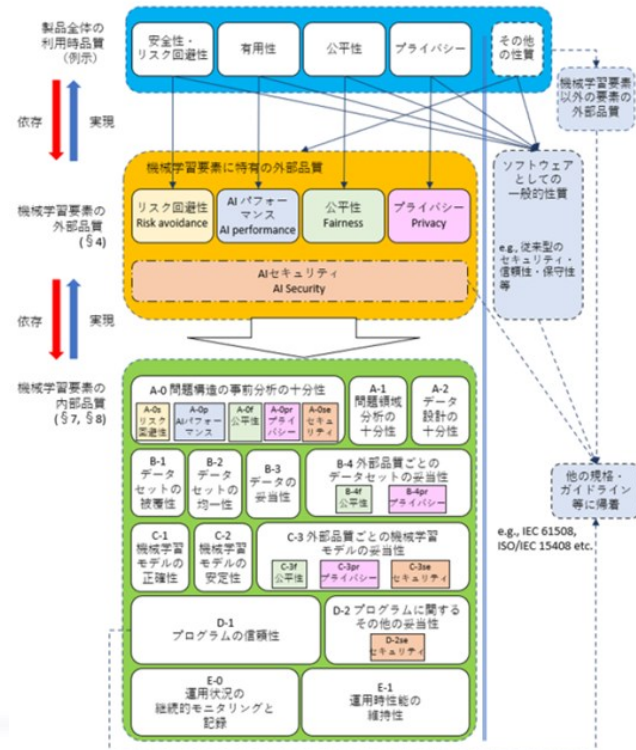 製品全体の
利用時品質
（例示）
安全性・
リスク回避性
有用性
公平性
プライバシー
その他
の性質
依存
実現
機械学習要素
以外の要素の
外部品質
機械学習要素に特有の外部品質
ソフトウェア
としての
一般的性質
e.g., 従来型の
セキュリティ・
信頼性・保守性
等
機械学習要素の
外部品質
(§4)
リスク回避性
Risk avoidance
AI パフォー
マンス
AI performance
公平性
Fairness
プライバシー
Privacy
AIセキュリティ
AI Security
依存
実現
機械学習要素の
内部品質
(§7, §8)
A-0 問題構造の事前分析の十分性
A-0s
リスク
回避性
A-0p
AIパフォー
マンス
A-0f
公平性
A-0pr
プライ
バシー
A-0se
セキュ
リティ
A-1
問題領域
分析の
十分性
A-2
データ
設計の
十分性
B-1
データ
セットの
被覆性
B-2
データ
セットの
均一性
B-3
データの
妥当性
B-4 外部品質ごとの
データセットの妥当性
B-4f
公平性
B-4pr
プライバシー
他の規格・
ガイドライン
等に帰着
e.g., IEC 61508,
ISO/IEC 15408 etc.
C-1
機械学習
モデルの
正確性
C-2
機械学習
モデルの
安定性
C-3 外部品質ごとの機械学習
モデルの妥当性
C-3f
公平性
C-3pr
プライバシー
C-3se
セキュリティ
D-1
プログラムの信頼性
D-2 プログラムに関する
その他の妥当性
D-2se
セキュリティ
E-0
運用状況の
継続的モニタリングと
記録
E-1
運用時性能の
維持性